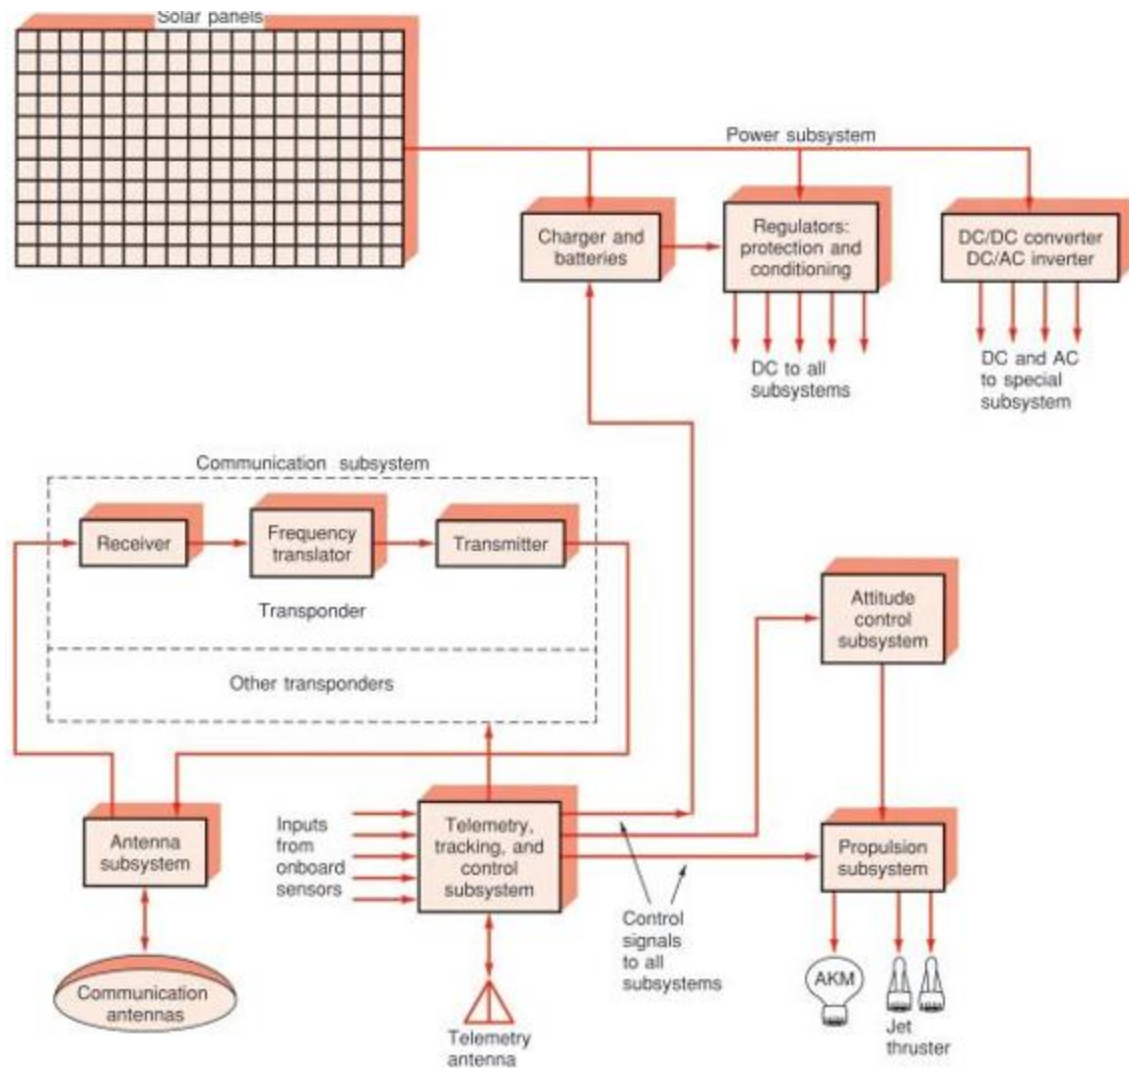 Solar panels
Power subsystem
Charger and
batteries
Regulators:
protection and
conditioning
DC/DC converter
DC/AC inverter
DC to all
subsystems
DC and AC
to special
subsystem
Communication subsystem
Receiver
Frequency
translator
Transmitter
Transponder
Other transponders
Attitude
control
subsystem
Antenna
subsystem
Inputs
from
onboard
sensors
Telemetry,
tracking, and
control
subsystem
Propulsion
subsystem
Control
signals
to all
subsystems
Communication
antennas
Telemetry
antenna
AKM
Jet
thruster